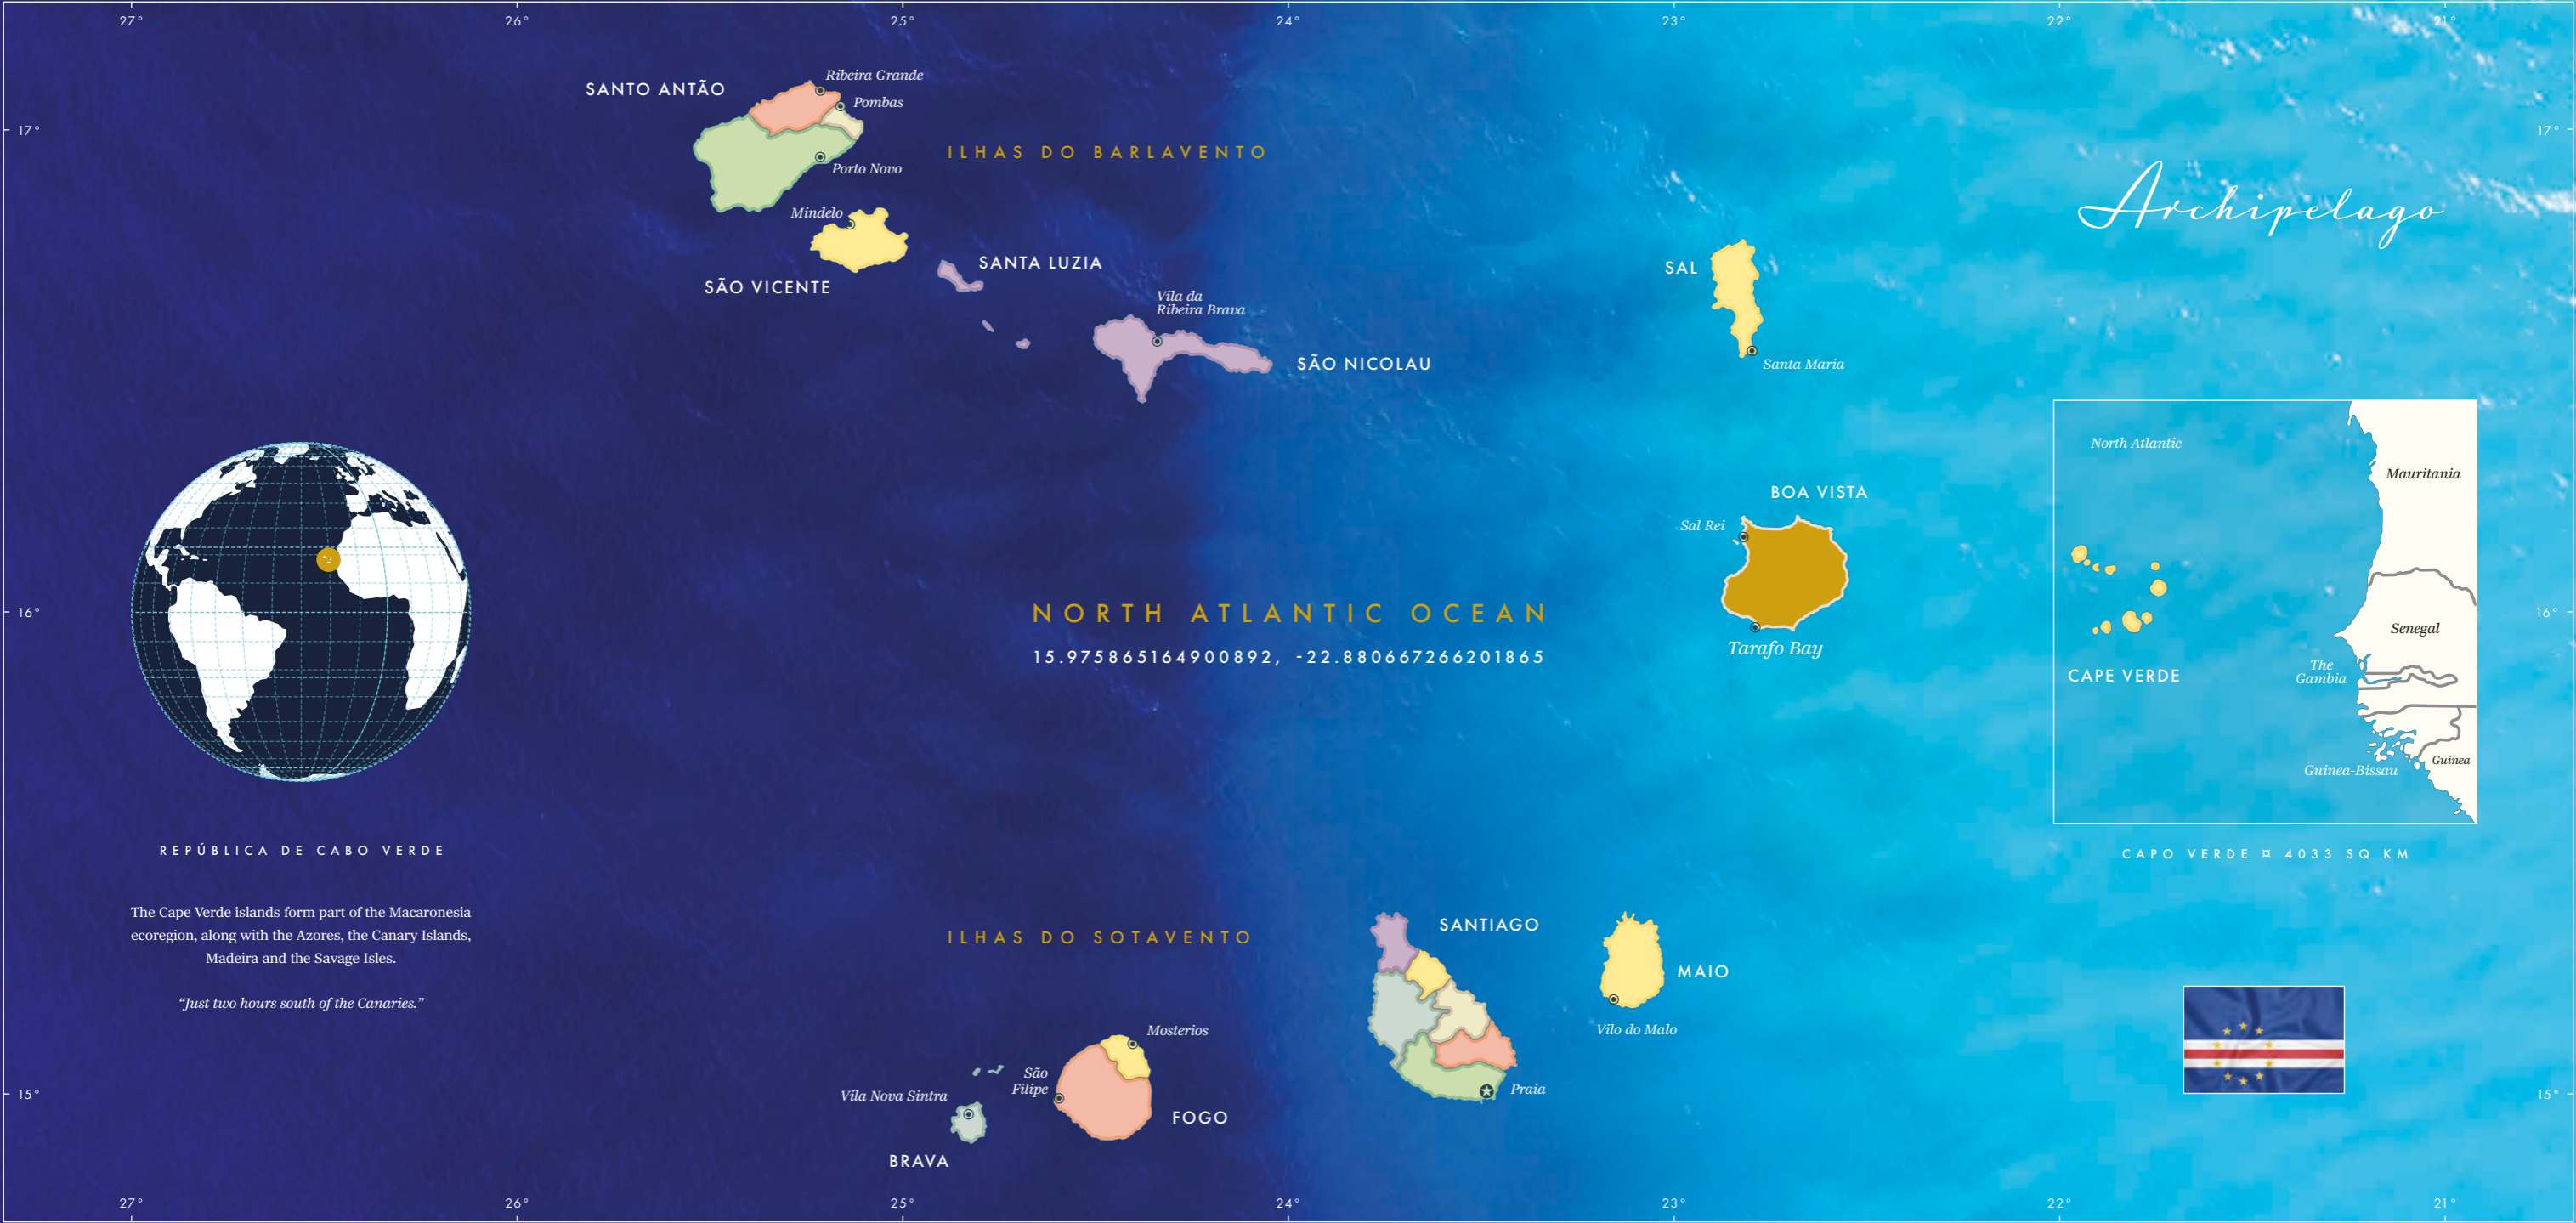 27°
26°
25°
24°
23°
22°
21°
17°
17°
SANTO ANTÃO
Ribeira Grande
Pombas
Porto Novo
ILHAS DO BARLAVENTO
Archipelago
Mindelo
SÃO VICENTE
SANTA LUZIA
Vila da
Ribeira Brava
SÃO NICOLAU
SAL
Santa Maria
North Atlantic
Mauritania
Senegal
The
Gambia
Guinea-Bissau
Guinea
CAPE VERDE
BOA VISTA
Sal Rei
Tarafo Bay
16°
16°
NORTH ATLANTIC OCEAN
15.975865164900892, -22.880667266201865
REPÚBLICA DE CABO VERDE
The Cape Verde islands form part of the Macaronesia
ecoregion, along with the Azores, the Canary Islands,
Madeira and the Savage Isles.
“Just two hours south of the Canaries.”
CAPO VERDE ¤ 4033 SQ KM
ILHAS DO SOTAVENTO
SANTIAGO
MAIO
Vilo do Malo
Praia
Mosterios
São
Filipe
FOGO
Vila Nova Sintra
BRAVA
15°
15°
27°
26°
25°
24°
23°
22°
21°